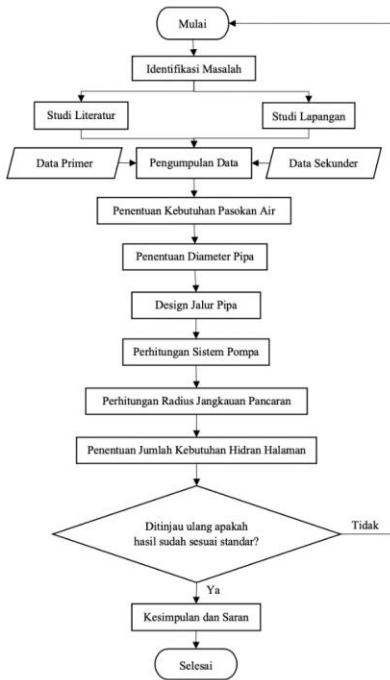 Mulai
Identifikasi Masalah
Studi Literatur
Studi Lapangan
Data Primer
Pengumpulan Data
Data Sekunder
Penentuan Kebutuhan Pasokan Air
Penentuan Diameter Pipa
Design Jalur Pipa
Perhitungan Sistem Pompa
Perhitungan Radius Jangkauan Pancaran
Penentuan Jumlah Kebutuhan Hidran Halaman
Ditinjau ulang apakah
hasil sudah sesuai standar?
Tidak
Ya
Kesimpulan dan Saran
Selesai